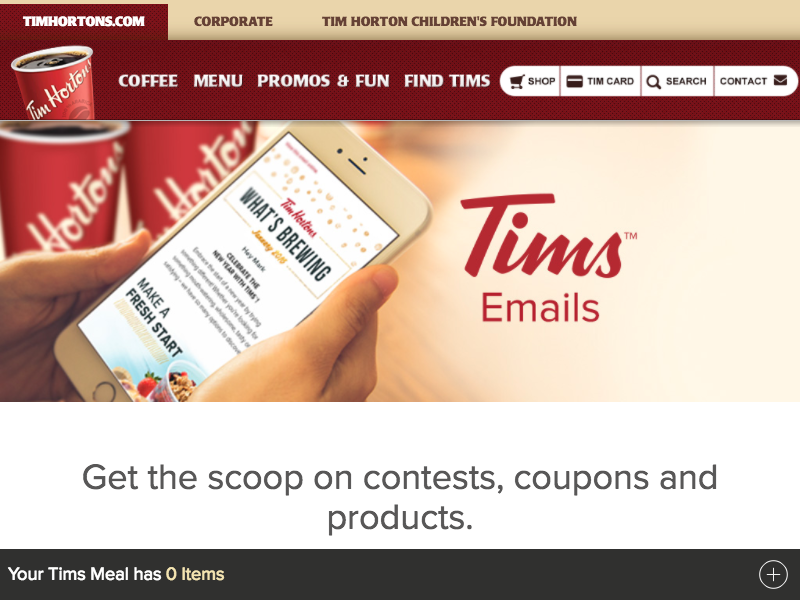 TIMHORTONS.COM
CORPORATE
TIM HORTON CHILDREN'S FOUNDATION
COFFEE
MENU
PROMOS & FUN
FIND TIMS
SHOP
TIM CARD
SEARCH
CONTACT
Tim Hortons
Tim Hortons
WHAT'S BREWING
January 2015
Hey Mark,
CELEBRATE THE
NEW YEAR WITH TIMS!
MAKE A
FRESH START
Tims™
Emails
Get the scoop on contests, coupons and
products.
Your Tims Meal has 0 Items